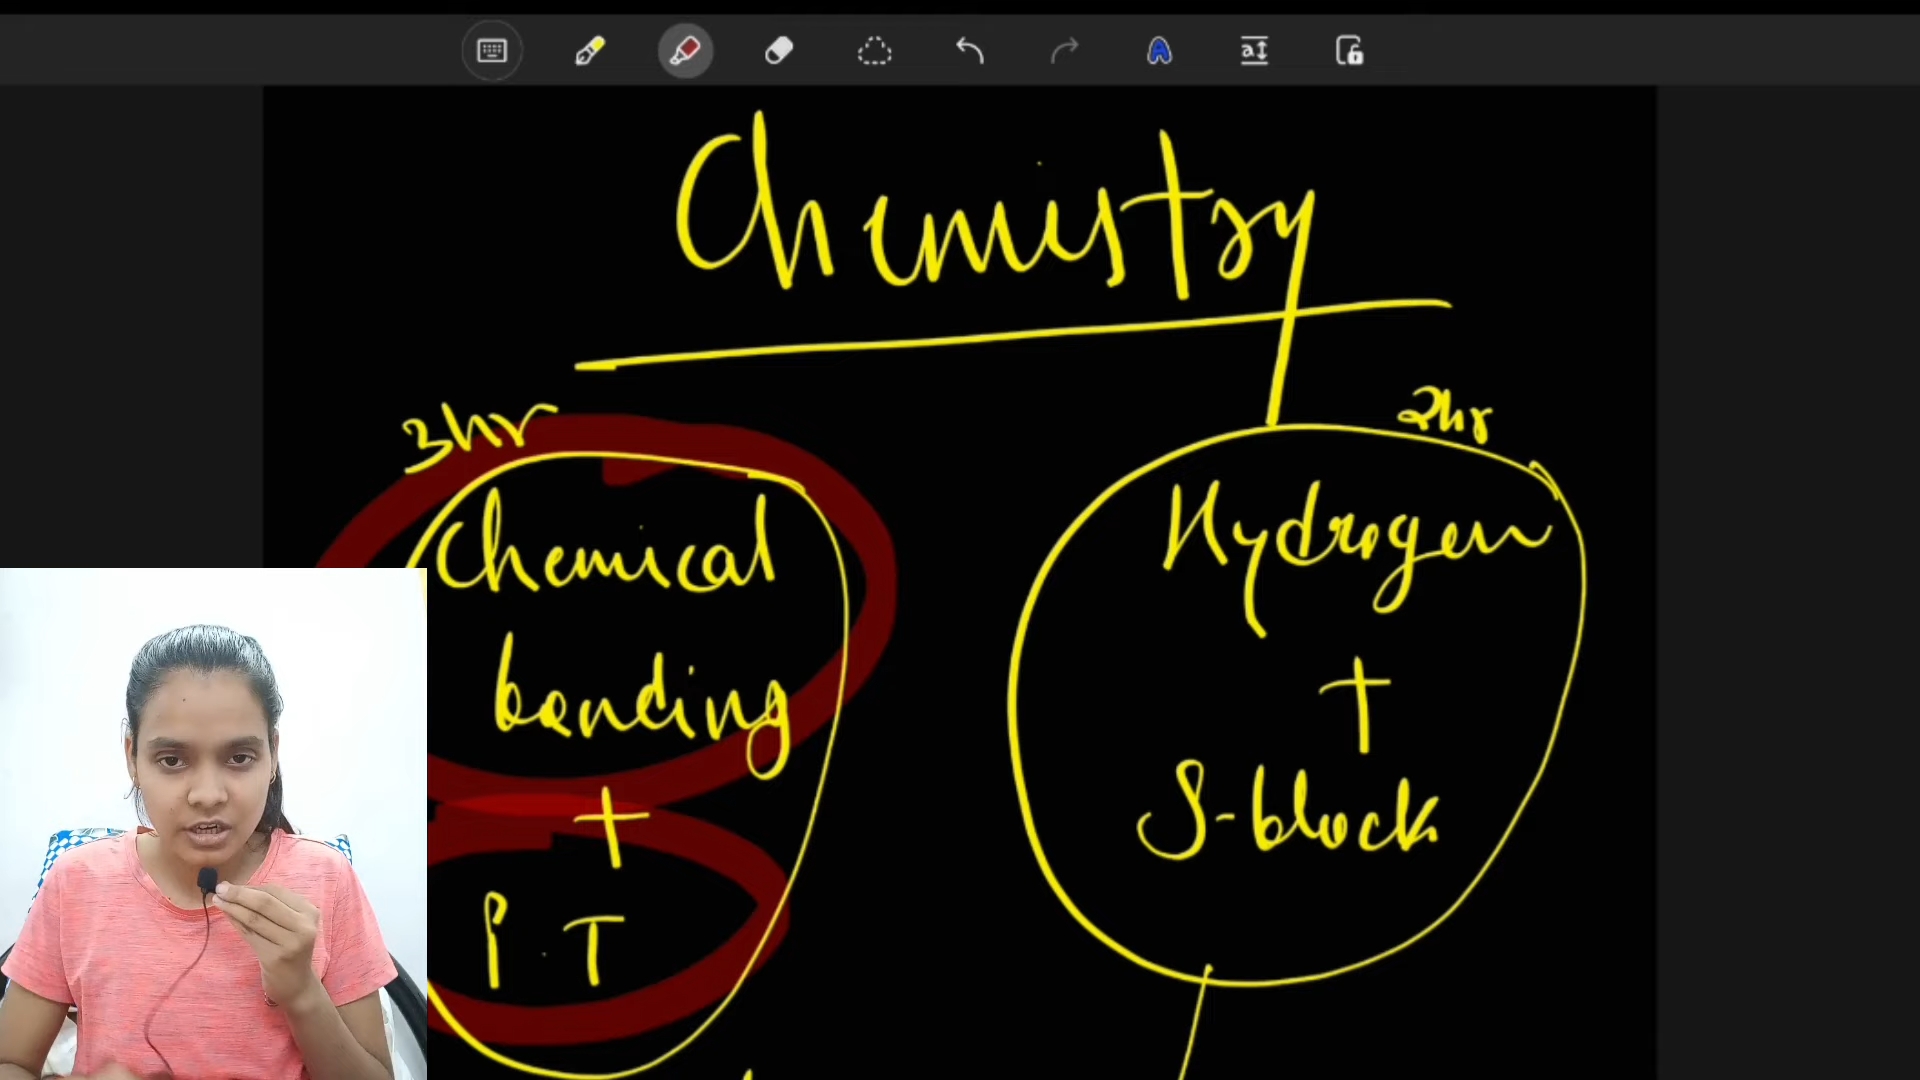 Chemistry
3hr
Chemical
bonding
+
P.T
2hr
Hydrogen
+
S-block